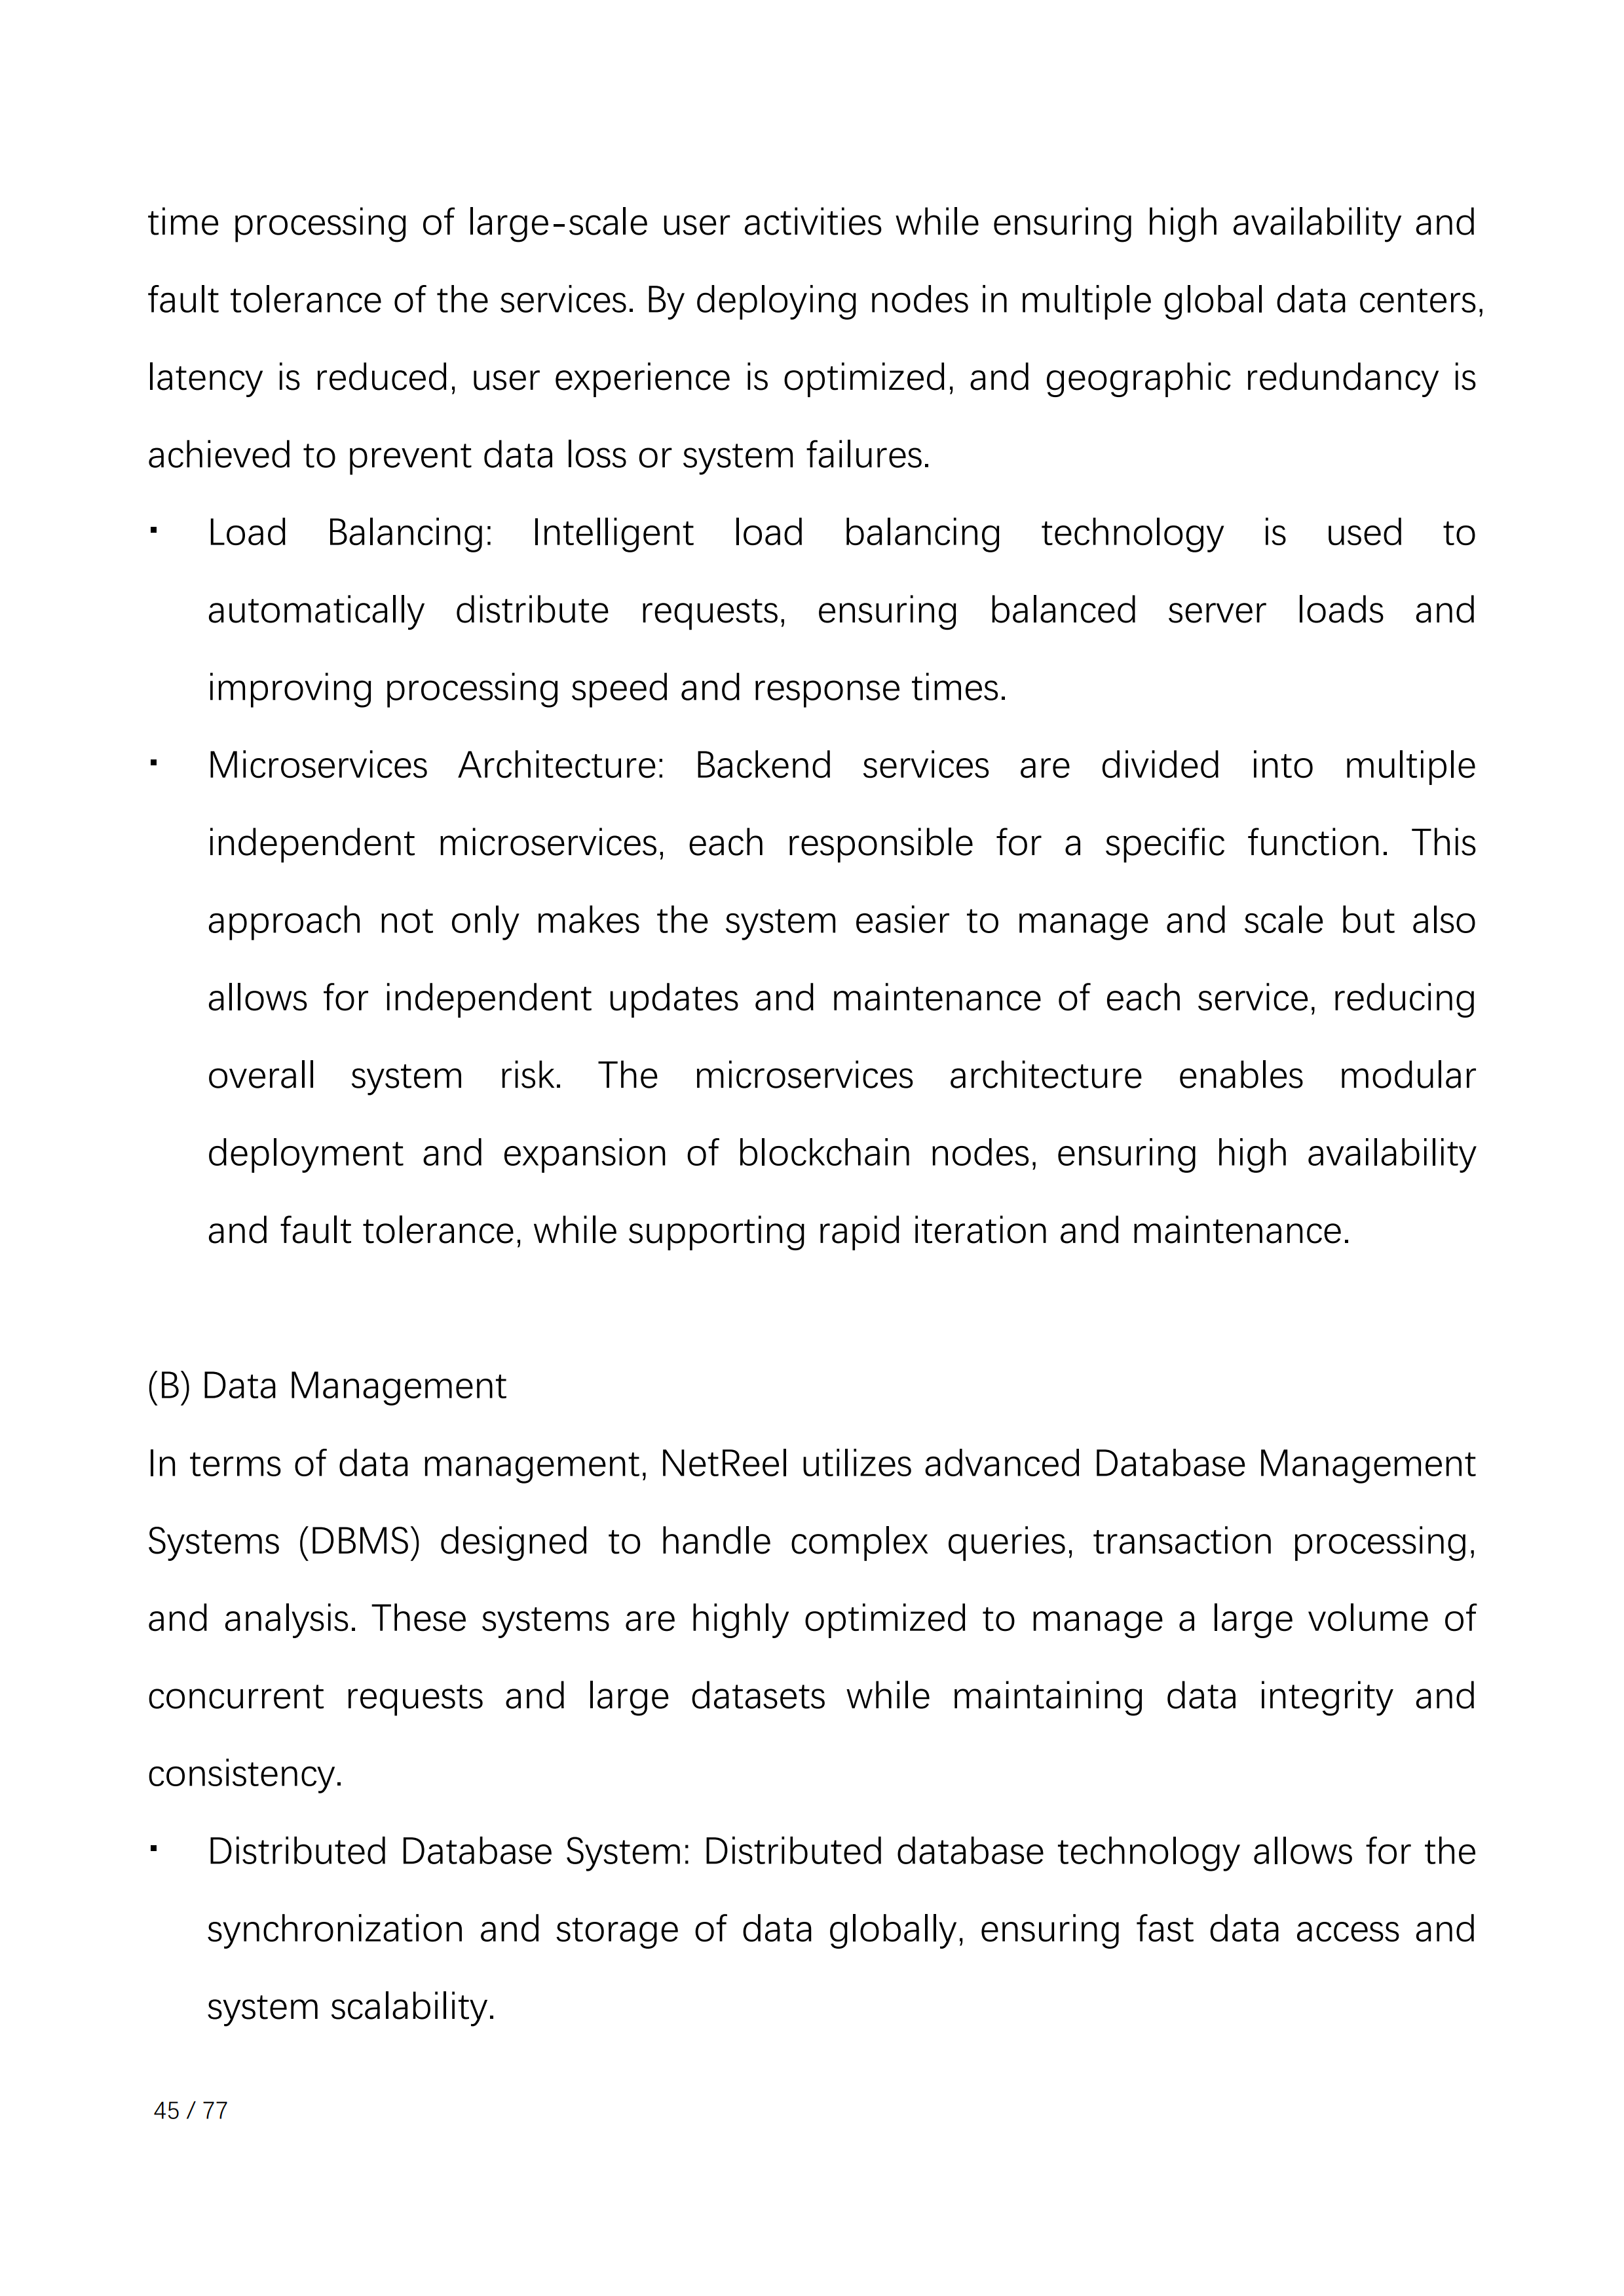 time processing of large-scale user activities while ensuring high availability and
fault tolerance of the services. By deploying nodes in multiple global data centers,
latency is reduced, user experience is optimized, and geographic redundancy is
achieved to prevent data loss or system failures.
▪ Load Balancing: Intelligent load balancing technology is used to
automatically distribute requests, ensuring balanced server loads and
improving processing speed and response times.
▪ Microservices Architecture: Backend services are divided into multiple
independent microservices, each responsible for a specific function. This
approach not only makes the system easier to manage and scale but also
allows for independent updates and maintenance of each service, reducing
overall system risk. The microservices architecture enables modular
deployment and expansion of blockchain nodes, ensuring high availability
and fault tolerance, while supporting rapid iteration and maintenance.
(B) Data Management
In terms of data management, NetReel utilizes advanced Database Management
Systems (DBMS) designed to handle complex queries, transaction processing,
and analysis. These systems are highly optimized to manage a large volume of
concurrent requests and large datasets while maintaining data integrity and
consistency.
▪ Distributed Database System: Distributed database technology allows for the
synchronization and storage of data globally, ensuring fast data access and
system scalability.
45 / 77